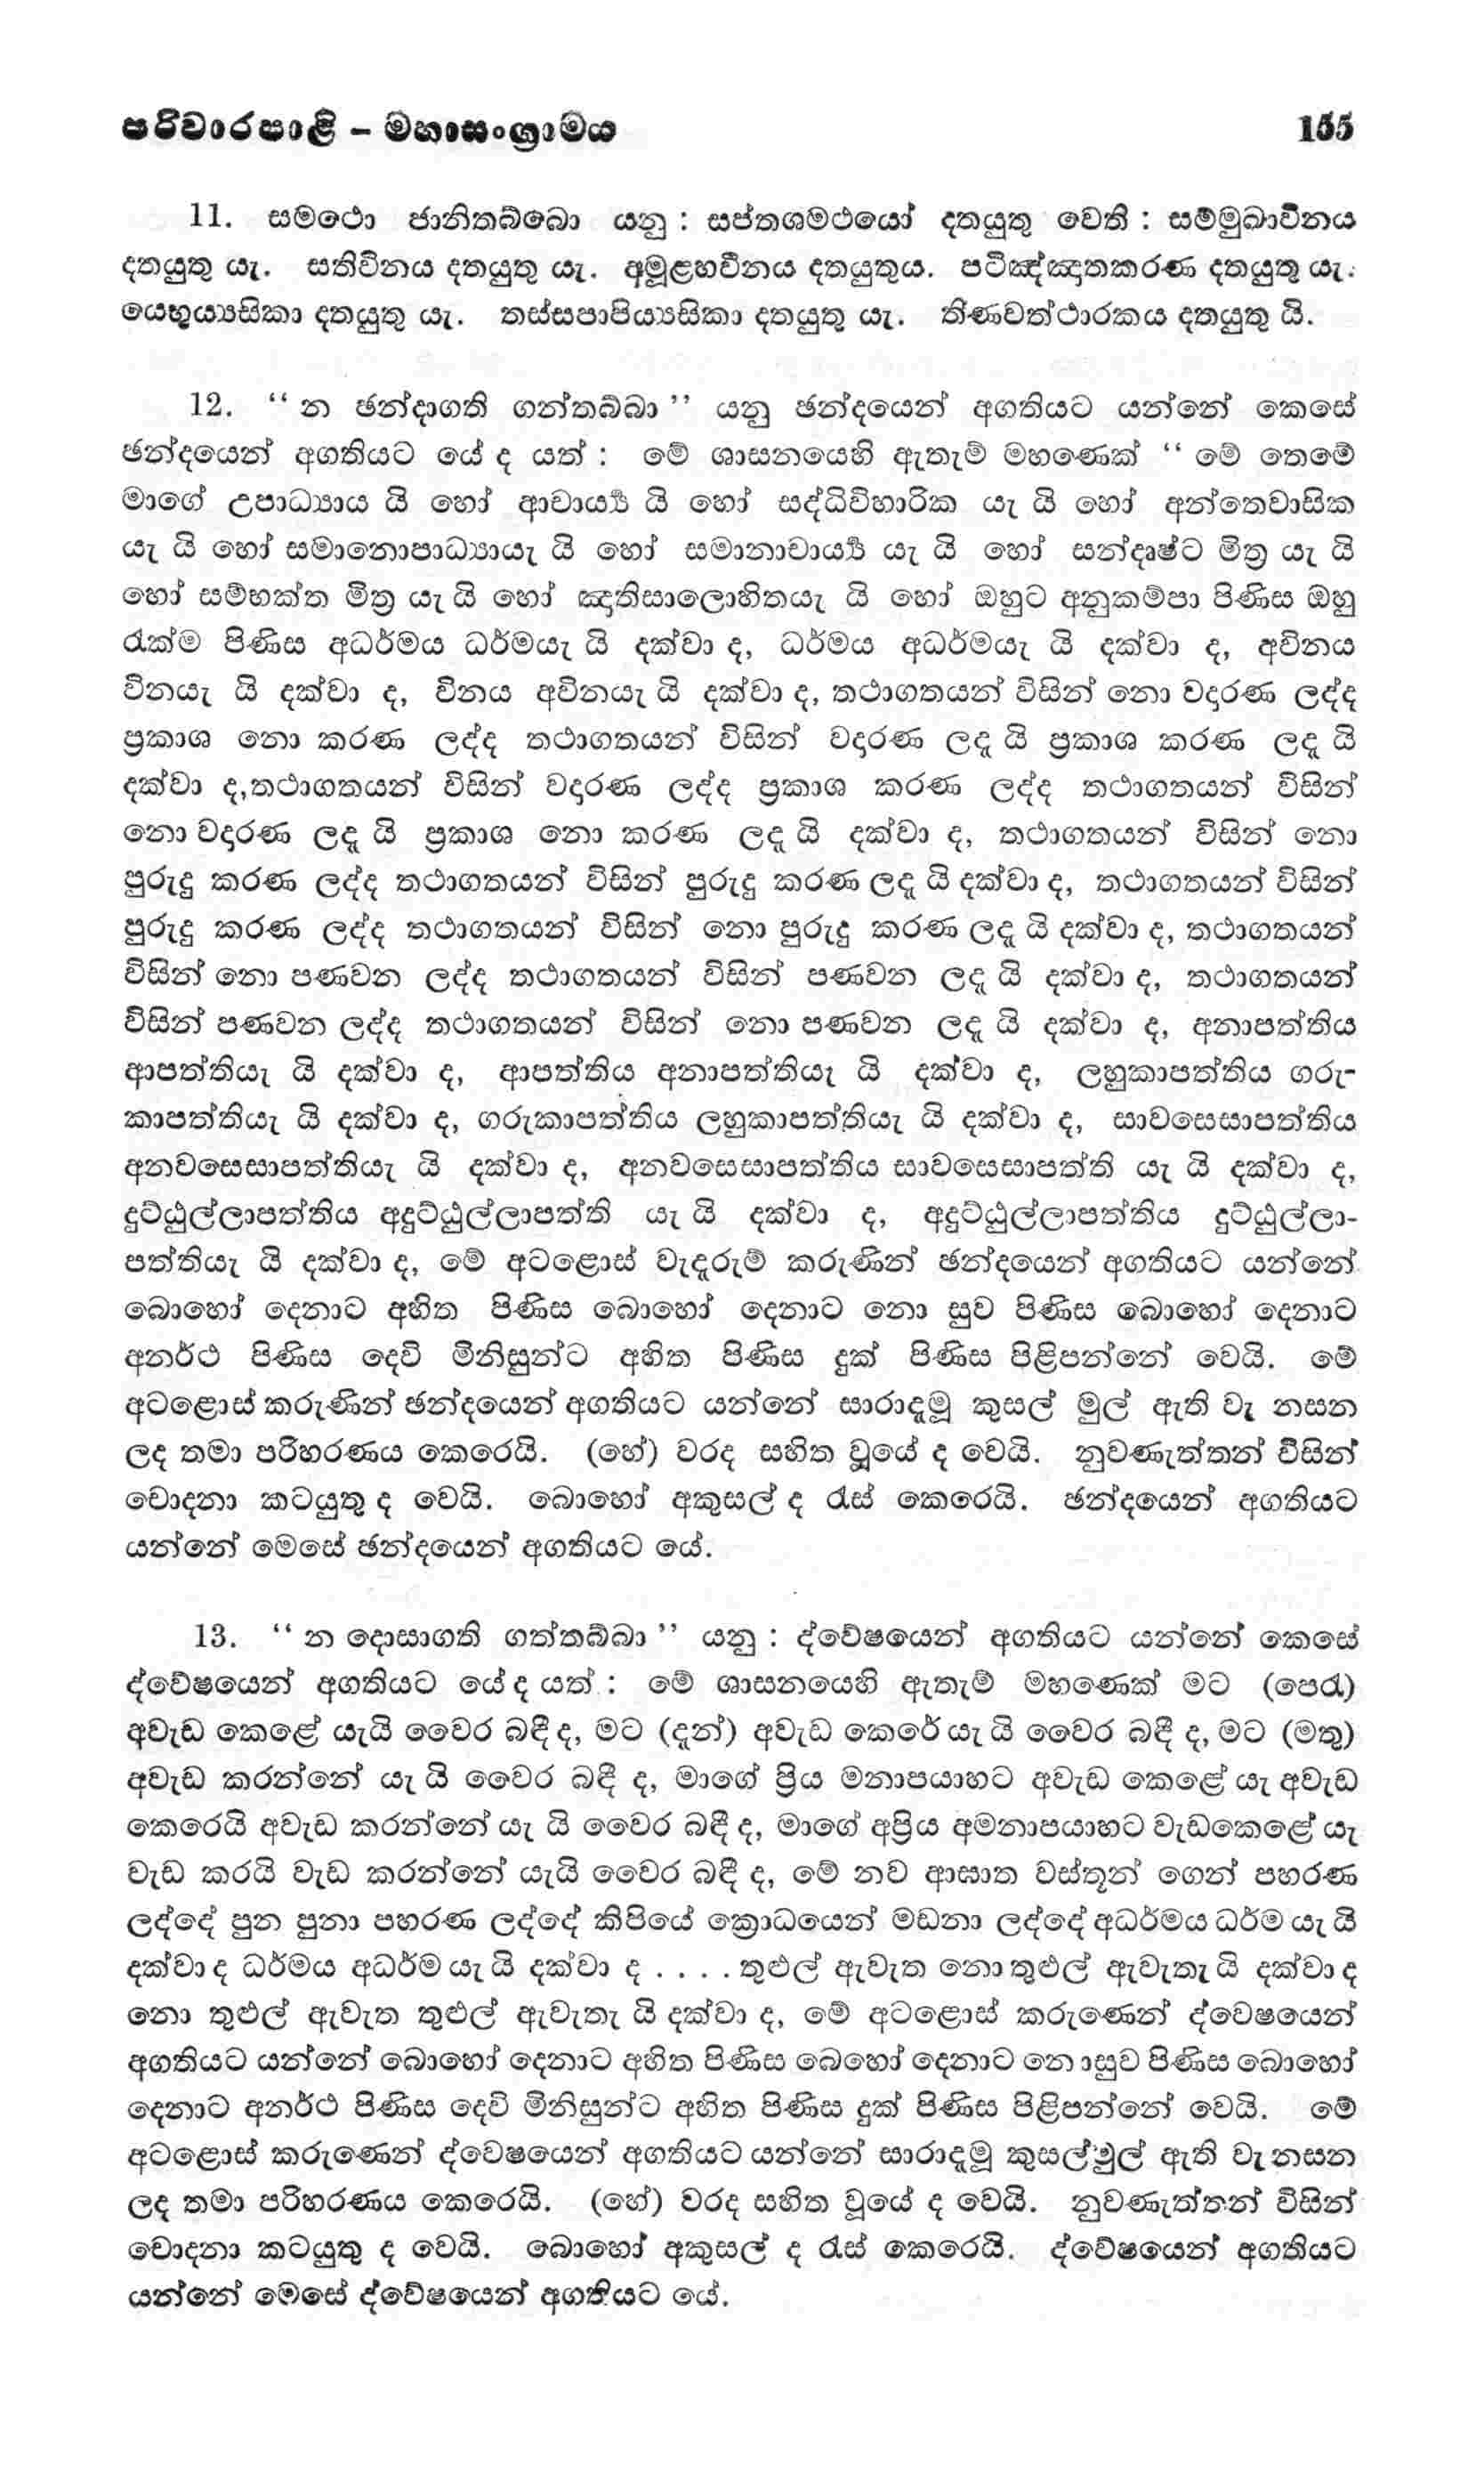 පරිවාරපාළි – මහාසංග්‍රාමය 155
11. සමථො ජානිතබ්බො යනු : සප්තශමථයෝ දතයුතු වෙති : සම්මුඛාවිනය
දතයුතු යැ. සතිවිනය දතයුතු යැ. අමූළහවිනය දතයුතුය. පටිඤ්ඤාතකරණ දතයුතු යැ.
යෙභුය්‍යසිකා දතයුතු යැ. තස්සපාපිය්‍යසිකා දතයුතු යැ. තිණවත්ථාරකය දතයුතු යි.
12. “ න ඡන්දාගති ගන්තබ්බා ” යනු ඡන්දයෙන් අගතියට යන්නේ කෙසේ
ඡන්දයෙන් අගතියට යේ ද යත් : මේ ශාසනයෙහි ඇතැම් මහණෙක් “ මේ තෙමේ
මාගේ උපාධ්‍යාය යි හෝ ආචාර්‍ය්‍ය යි හෝ සද්ධිවිහාරික යැ යි හෝ අන්තෙවාසික
යැ යි හෝ සමානොපාධ්‍යායැ යි හෝ සමානාචාර්‍ය්‍ය යැ යි හෝ සන්දෘෂ්ට මිත්‍ර යැ යි
හෝ සම්භක්ත මිත්‍ර යැ යි හෝ ඤාතිසාලොහිතයැ යි හෝ ඔහුට අනුකම්පා පිණිස ඔහු
රැක්ම පිණිස අධර්මය ධර්මයැ යි දක්වා ද, ධර්මය අධර්මයැ යි දක්වා ද, අවිනය
විනයැ යි දක්වා ද, විනය අවිනයැ යි දක්වා ද, තථාගතයන් විසින් නො වදාරණ ලද්ද
ප්‍රකාශ නො කරණ ලද්ද තථාගතයන් විසින් වදාරණ ලදැ යි ප්‍රකාශ කරණ ලදැ යි
දක්වා ද,තථාගතයන් විසින් වදාරණ ලද්ද ප්‍රකාශ කරණ ලද්ද තථාගතයන් විසින්
නො වදාරණ ලදැ යි ප්‍රකාශ නො කරණ ලදැ යි දක්වා ද, තථාගතයන් විසින් නො
පුරුදු කරණ ලද්ද තථාගතයන් විසින් පුරුදු කරණ ලදැ යි දක්වා ද, තථාගතයන් විසින්
පුරුදු කරණ ලද්ද තථාගතයන් විසින් නො පුරුදු කරණ ලදැ යි දක්වා ද, තථාගතයන්
විසින් නො පණවන ලද්ද තථාගතයන් විසින් පණවන ලදැ යි දක්වා ද, තථාගතයන්
විසින් පණවන ලද්ද තථාගතයන් විසින් නො පණවන ලදැ යි දක්වා ද, අනාපත්තිය
ආපත්තියැ යි දක්වා ද, ආපත්තිය අනාපත්තියැ යි දක්වා ද, ලහුකාපත්තිය ගරු-
කාපත්තියැ යි දක්වා ද, ගරුකාපත්තිය ලහුකාපත්තියැ යි දක්වා ද, සාවසෙසාපත්තිය
අනවසෙසාපත්තියැ යි දක්වා ද, අනවසෙසාපත්තිය සාවසෙසාපත්ති යැ යි දක්වා ද,
දුට්ඨුල්ලාපත්තිය අදුට්ඨුල්ලාපත්ති යැ යි දක්වා ද, අදුට්ඨුල්ලාපත්තිය දුට්ඨුල්ලා-
පත්තියැ යි දක්වා ද, මේ අටළොස් වැදෑරුම් කරුණින් ඡන්දයෙන් අගතියට යන්නේ
බොහෝ දෙනාට අහිත පිණිස බොහෝ දෙනාට නො සුව පිණිස බොහෝ දෙනාට
අනර්ථ පිණිස දෙවි මිනිසුන්ට අහිත පිණිස දුක් පිණිස පිළිපන්නේ වෙයි. මේ
අටළොස් කරුණින් ඡන්දයෙන් අගතියට යන්නේ සාරාදෑමූ කුසල් මුල් ඇති වැ නසන
ලද තමා පරිහරණය කෙරෙයි. (හේ) වරද සහිත වූයේ ද වෙයි. නුවණැත්තන් විසින්
චොදනා කටයුතු ද වෙයි. බොහෝ අකුසල් ද රැස් කෙරෙයි. ඡන්දයෙන් අගතියට
යන්නේ මෙසේ ඡන්දයෙන් අගතියට යේ.
13. “ න දොසාගති ගන්තබ්බා ” යනු : ද්වේෂයෙන් අගතියට යන්නේ කෙසේ
ද්වේෂයෙන් අගතියට යේ ද යත් : මේ ශාසනයෙහි ඇතැම් මහණෙක් මට (පෙරැ)
අවැඩ කෙළේ යැයි වෛර බඳී ද, මට (දැන්) අවැඩ කෙරේ යැ යි වෛර බඳී ද, මට (මතු)
අවැඩ කරන්නේ යැ යි වෛර බඳී ද, මාගේ ප්‍රිය මනාපයාහට අවැඩ කෙළේ යැ අවැඩ
කෙරෙයි අවැඩ කරන්නේ යැ යි වෛර බඳී ද, මාගේ අප්‍රිය අමනාපයාහට වැඩකෙළේ යැ
වැඩ කරයි වැඩ කරන්නේ යැයි වෛර බඳී ද, මේ නව ආඝාත වස්තූන් ගෙන් පහරණ
ලද්දේ පුන පුනා පහරණ ලද්දේ කිපියේ ක්‍රොධයෙන් මඩනා ලද්දේ අධර්මය ධර්ම යැ යි
දක්වා ද ධර්මය අධර්ම යැ යි දක්වා ද . . . . තුළුල් ඇවැත නො තුළුල් ඇවැතැ යි දක්වා ද
නො තුළුල් ඇවැත තුළුල් ඇවැතැ යි දක්වා ද, මේ අටළොස් කරුණෙන් ද්වෙෂයෙන්
අගතියට යන්නේ බොහෝ දෙනාට අහිත පිණිස බෙහෝ දෙනාට නොසුව පිණිස බොහෝ
දෙනාට අනර්ථ පිණිස දෙවි මිනිසුන්ට අහිත පිණිස දුක් පිණිස පිළිපන්නේ වෙයි. මේ
අටළොස් කරුණෙන් ද්වෙෂයෙන් අගතියට යන්නේ සාරාදෑමූ කුසල් මුල් ඇති වැ නසන
ලද තමා පරිහරණය කෙරෙයි. (හේ) වරද සහිත වූයේ ද වෙයි. නුවණැත්තන් විසින්
චොදනා කටයුතු ද වෙයි. බොහෝ අකුසල් ද රැස් කෙරෙයි. ද්වේෂයෙන් අගතියට
යන්නේ මෙසේ ද්වේෂයෙන් අගතියට යේ.